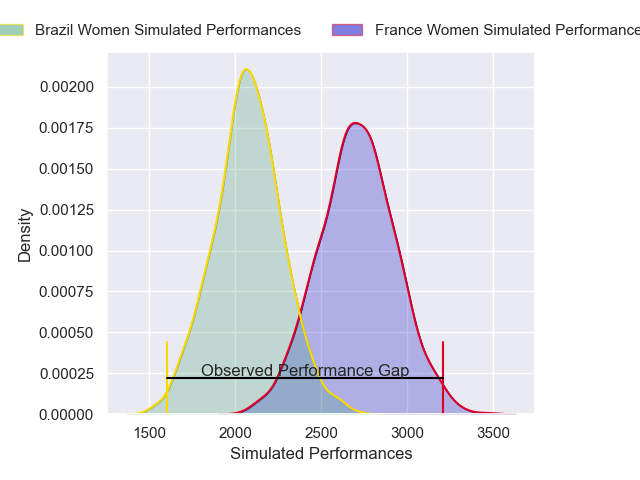 Brazil Women Simulated Performances France Women Simulated Performance
0.00200
0.00175
0.00150
0.00125
0.00100
0.00075
0.00050
0.00025
0.00000
Density
Observed Performance Gap
1500 2000 2500 3000 3500
Simulated Performances